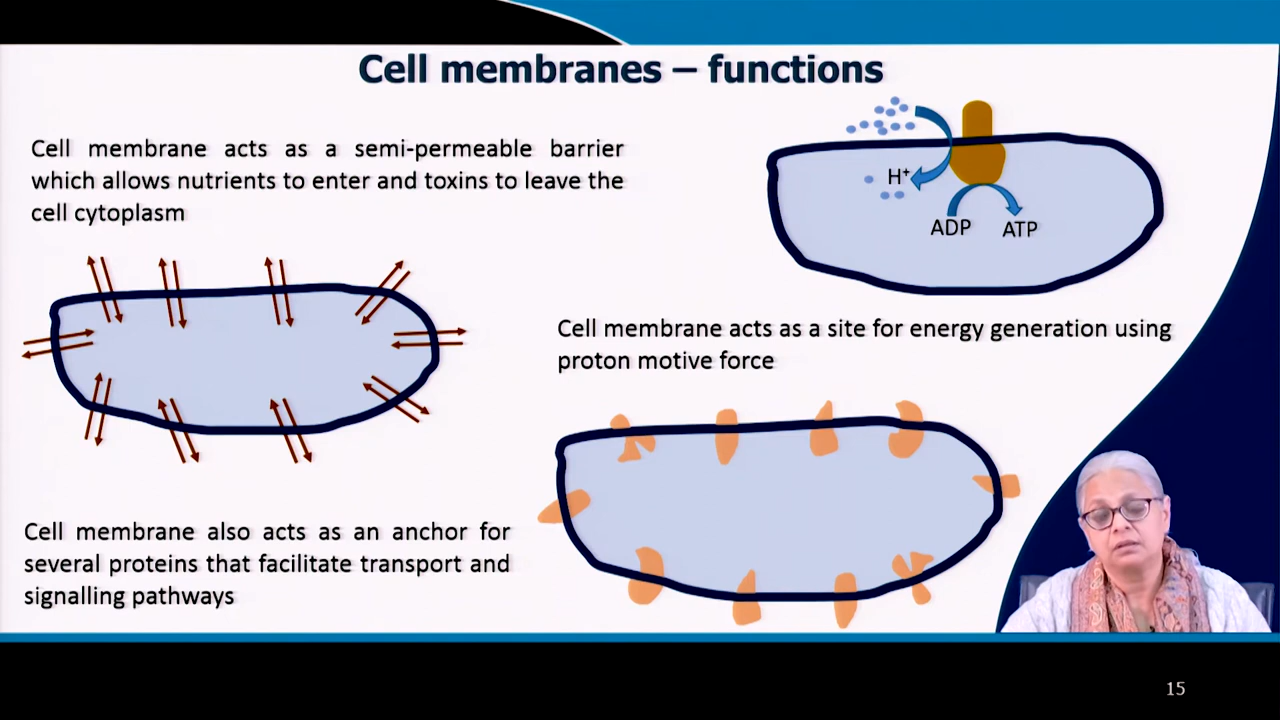 Cell membranes – functions
Cell membrane acts as a semi-permeable barrier
which allows nutrients to enter and toxins to leave the
cell cytoplasm
H⁺
ADP ATP
Cell membrane acts as a site for energy generation using
proton motive force
Cell membrane also acts as an anchor for
several proteins that facilitate transport and
signalling pathways
15